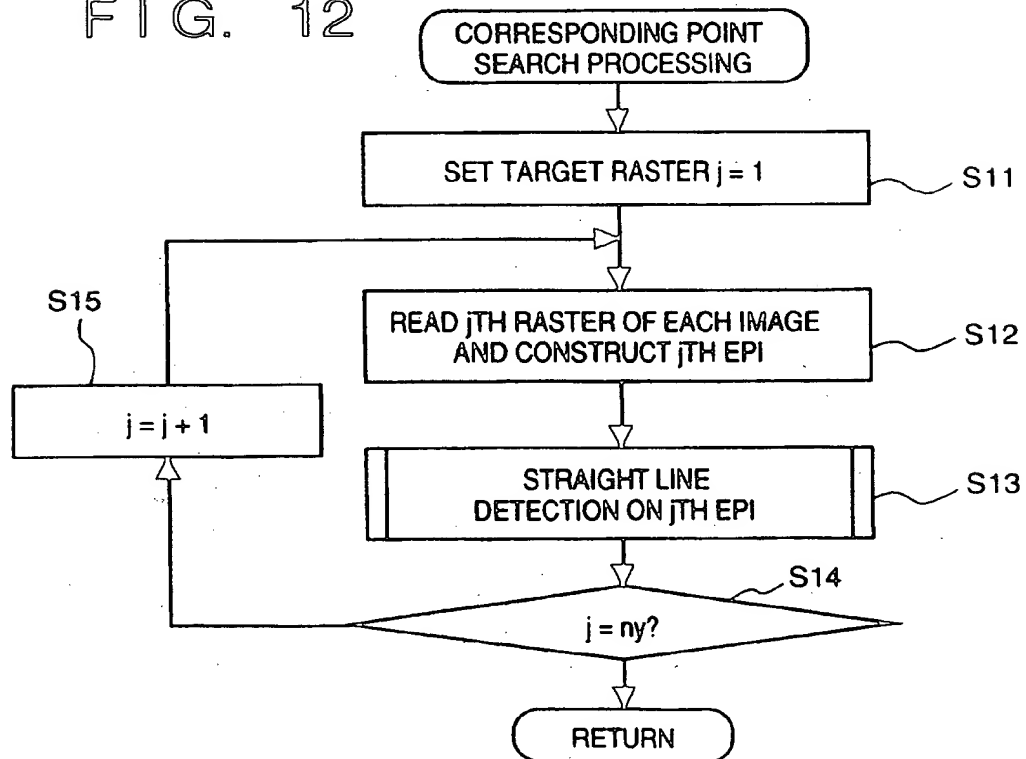 FIG. 12
CORRESPONDING POINT
SEARCH PROCESSING
SET TARGET RASTER j = 1
S11
READ jTH RASTER OF EACH IMAGE
AND CONSTRUCT jTH EPI
S12
S15
j = j + 1
STRAIGHT LINE
DETECTION ON jTH EPI
S13
S14
j = ny?
RETURN